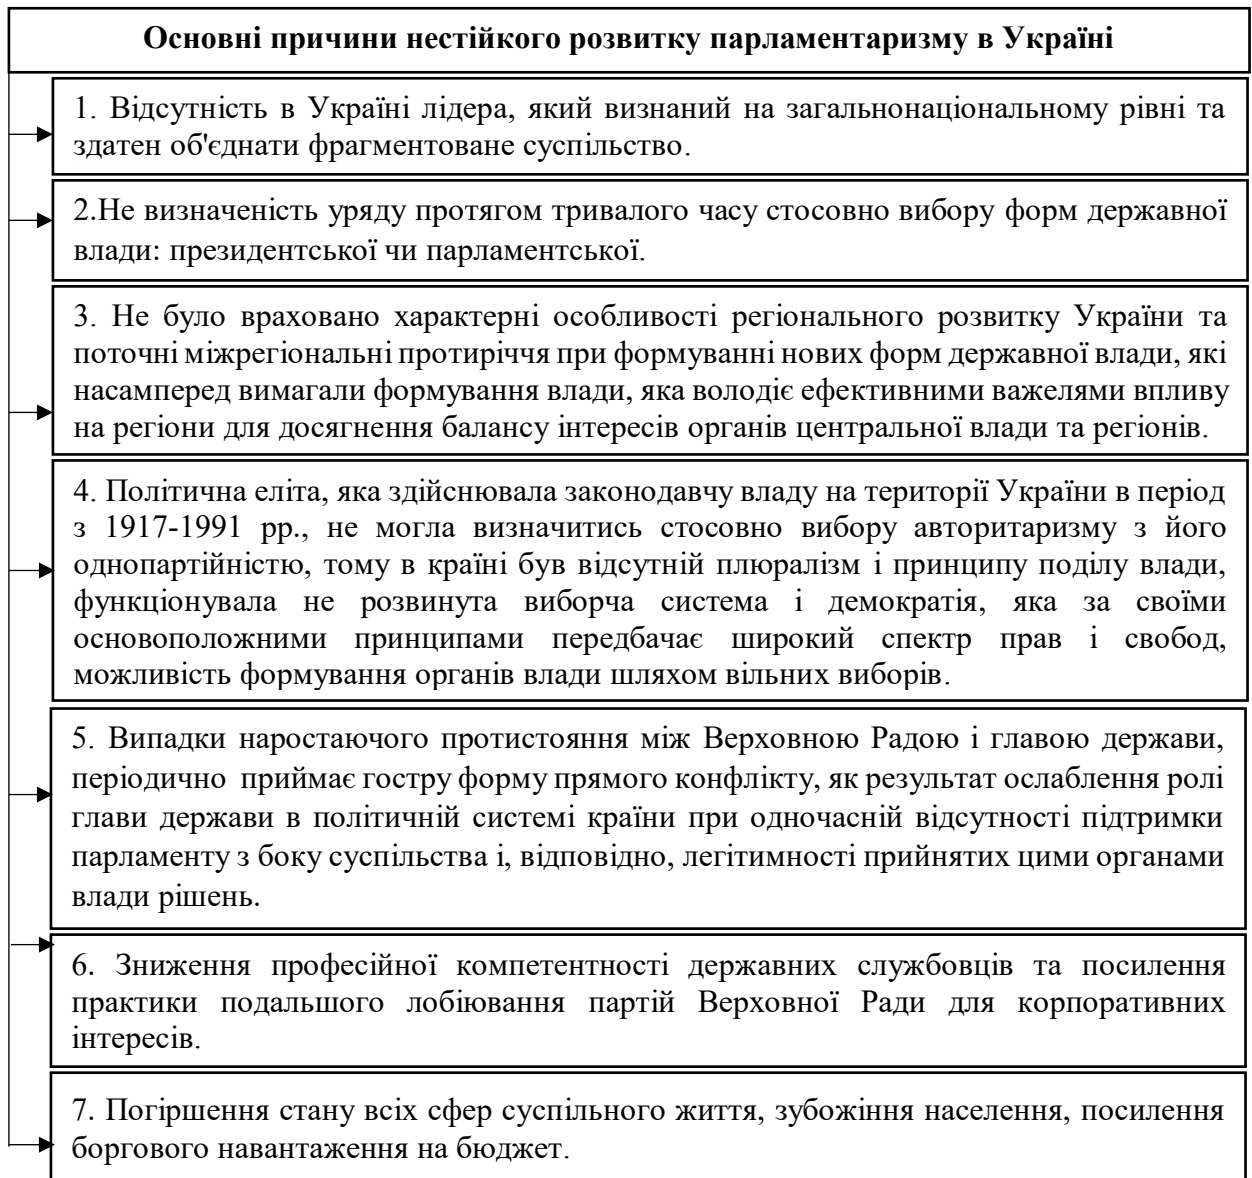 Основні причини нестійкого розвитку парламентаризму в Україні
1. Відсутність в Україні лідера, який визнаний на загальнонаціональному рівні та
здатен об'єднати фрагментоване суспільство.
2.Не визначеність уряду протягом тривалого часу стосовно вибору форм державної
влади: президентської чи парламентської.
3. Не було враховано характерні особливості регіонального розвитку України та
поточні міжрегіональні протиріччя при формуванні нових форм державної влади, які
насамперед вимагали формування влади, яка володіє ефективними важелями впливу
на регіони для досягнення балансу інтересів органів центральної влади та регіонів.
4. Політична еліта, яка здійснювала законодавчу владу на території України в період
з 1917-1991 рр., не могла визначитись стосовно вибору авторитаризму з його
однопартійністю, тому в країні був відсутній плюралізм і принципу поділу влади,
функціонувала не розвинута виборча система і демократія, яка за своїми
основоположними принципами передбачає широкий спектр прав і свобод,
можливість формування органів влади шляхом вільних виборів.
5. Випадки наростаючого протистояння між Верховною Радою і главою держави,
періодично приймає гостру форму прямого конфлікту, як результат ослаблення ролі
глави держави в політичній системі країни при одночасній відсутності підтримки
парламенту з боку суспільства і, відповідно, легітимності прийнятих цими органами
влади рішень.
6. Зниження професійної компетентності державних службовців та посилення
практики подальшого лобіювання партій Верховної Ради для корпоративних
інтересів.
7. Погіршення стану всіх сфер суспільного життя, зубожіння населення, посилення
боргового навантаження на бюджет.